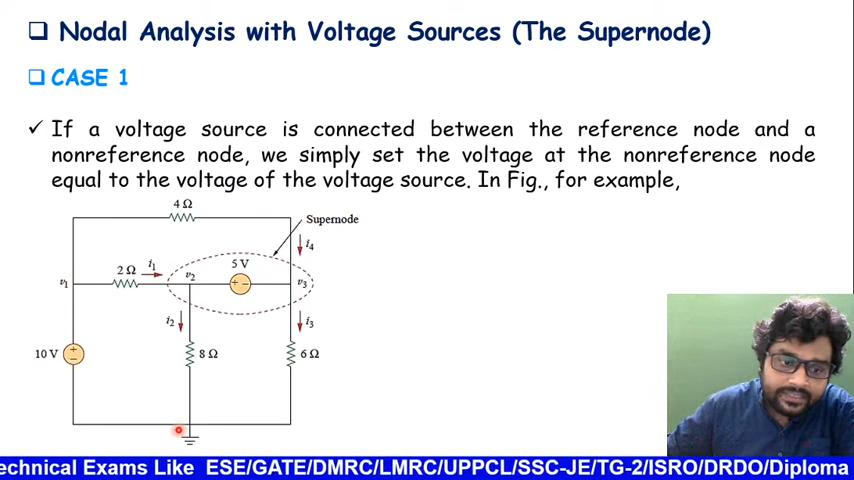 ❑ Nodal Analysis with Voltage Sources (The Supernode)
❑ CASE 1
✓ If a voltage source is connected between the reference node and a
nonreference node, we simply set the voltage at the nonreference node
equal to the voltage of the voltage source. In Fig., for example,
4 Ω
Supernode
i4
5 V
2 Ω
i1
v1
v2
+ −
v3
i2
i3
10 V
+
−
8 Ω
6 Ω
echnical Exams Like ESE/GATE/DMRC/LMRC/UPPCL/SSC-JE/TG-2/ISRO/DRDO/Diploma